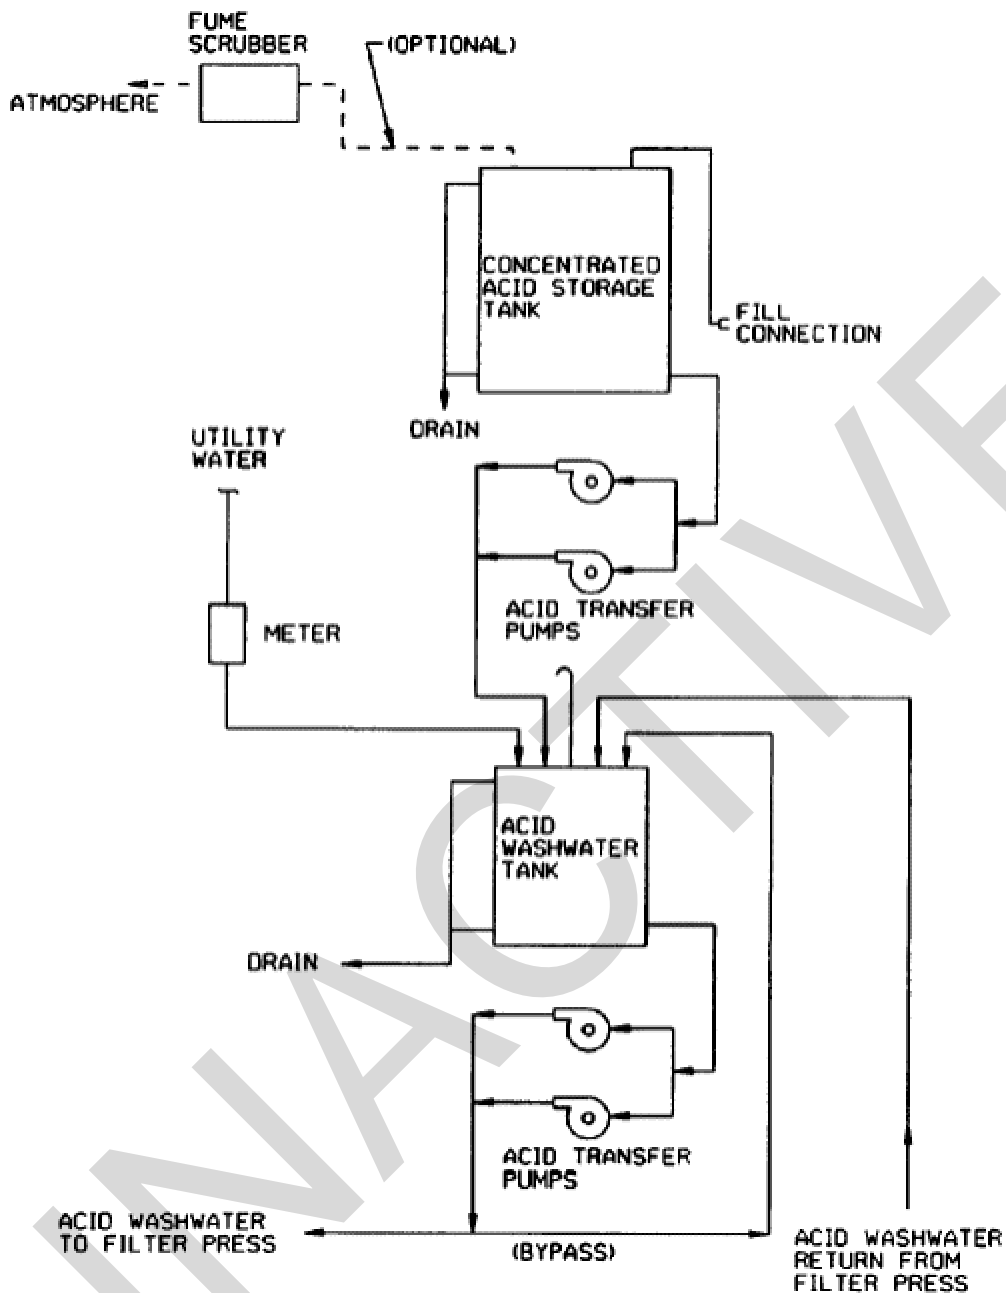 FUME
SCRUBBER
(OPTIONAL)
ATMOSPHERE
CONCENTRATED
ACID STORAGE
TANK
FILL
CONNECTION
DRAIN
UTILITY
WATER
ACID TRANSFER
PUMPS
METER
ACID
WASHWATER
TANK
DRAIN
ACID TRANSFER
PUMPS
ACID WASHWATER
TO FILTER PRESS
(BYPASS)
ACID WASHWATER
RETURN FROM
FILTER PRESS
INACTIVE